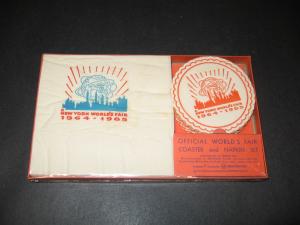 NEW YORK WORLD'S FAIR
1964 - 1965
NEW YORK WORLD'S FAIR
1964 - 1965
OFFICIAL WORLD'S FAIR
COASTER and NAPKIN SET